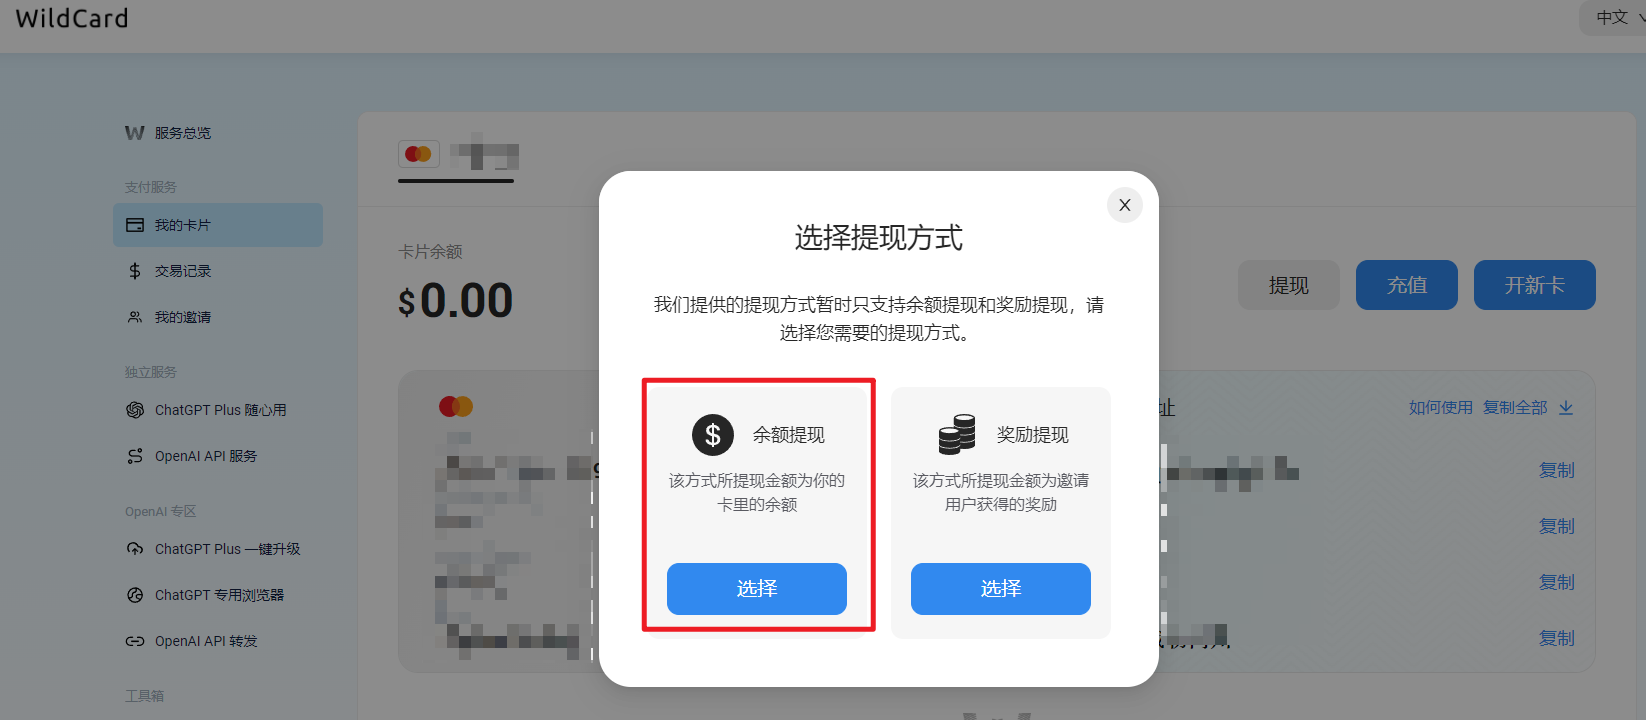 WildCard
中文
服务总览
支付服务
我的卡片
交易记录
我的邀请
独立服务
ChatGPT Plus 随心用
OpenAI API 服务
OpenAI 专区
ChatGPT Plus 一键升级
ChatGPT 专用浏览器
OpenAI API 转发
工具箱
卡片余额
$0.00
提现
充值
开新卡
址
如何使用
复制全部
复制
复制
复制
复制
X
选择提现方式
我们提供的提现方式暂时只支持余额提现和奖励提现，请
选择您需要的提现方式。
余额提现
该方式所提现金额为你的
卡里的余额
选择
奖励提现
该方式所提现金额为邀请
用户获得的奖励
选择